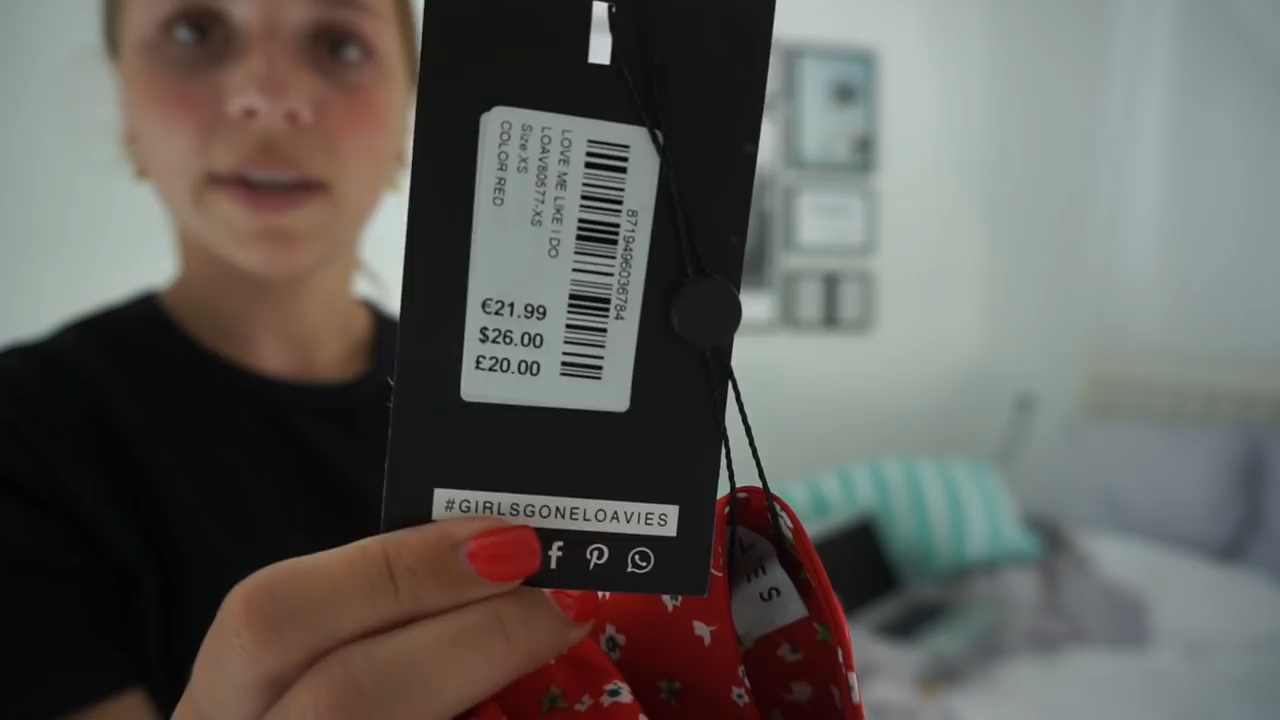 LOVE ME LIKE I DO
LOAV80577-XS
Size XS
COLOR RED
8719496036784
€21.99
$26.00
£20.00
#GIRLSGONELOAVIES